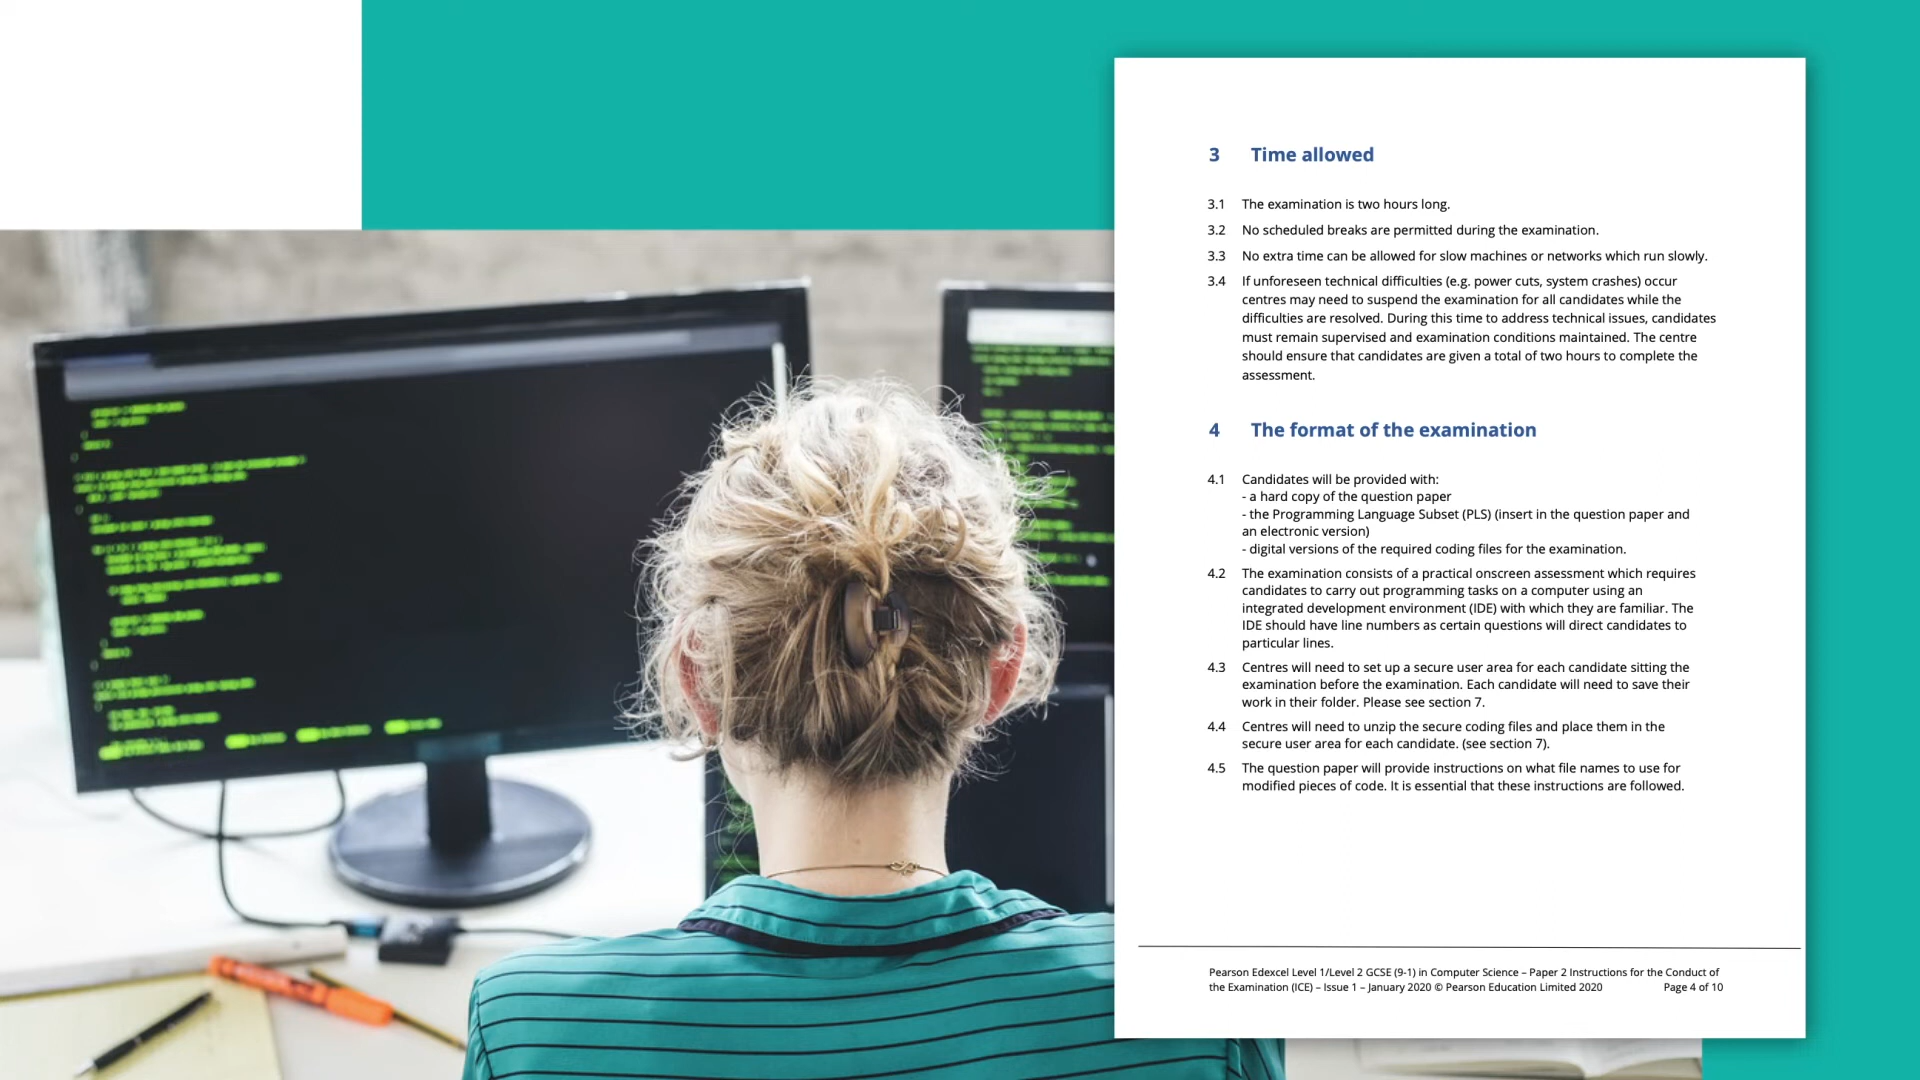 3 Time allowed
3.1 The examination is two hours long.
3.2 No scheduled breaks are permitted during the examination.
3.3 No extra time can be allowed for slow machines or networks which run slowly.
3.4 If unforeseen technical difficulties (e.g. power cuts, system crashes) occur
centres may need to suspend the examination for all candidates while the
difficulties are resolved. During this time to address technical issues, candidates
must remain supervised and examination conditions maintained. The centre
should ensure that candidates are given a total of two hours to complete the
assessment.
4 The format of the examination
4.1 Candidates will be provided with:
- a hard copy of the question paper
- the Programming Language Subset (PLS) (insert in the question paper and
an electronic version)
- digital versions of the required coding files for the examination.
4.2 The examination consists of a practical onscreen assessment which requires
candidates to carry out programming tasks on a computer using an
integrated development environment (IDE) with which they are familiar. The
IDE should have line numbers as certain questions will direct candidates to
particular lines.
4.3 Centres will need to set up a secure user area for each candidate sitting the
examination before the examination. Each candidate will need to save their
work in their folder. Please see section 7.
4.4 Centres will need to unzip the secure coding files and place them in the
secure user area for each candidate. (see section 7).
4.5 The question paper will provide instructions on what file names to use for
modified pieces of code. It is essential that these instructions are followed.
Pearson Edexcel Level 1/Level 2 GCSE (9-1) in Computer Science – Paper 2 Instructions for the Conduct of
the Examination (ICE) – Issue 1 – January 2020 © Pearson Education Limited 2020 Page 4 of 10